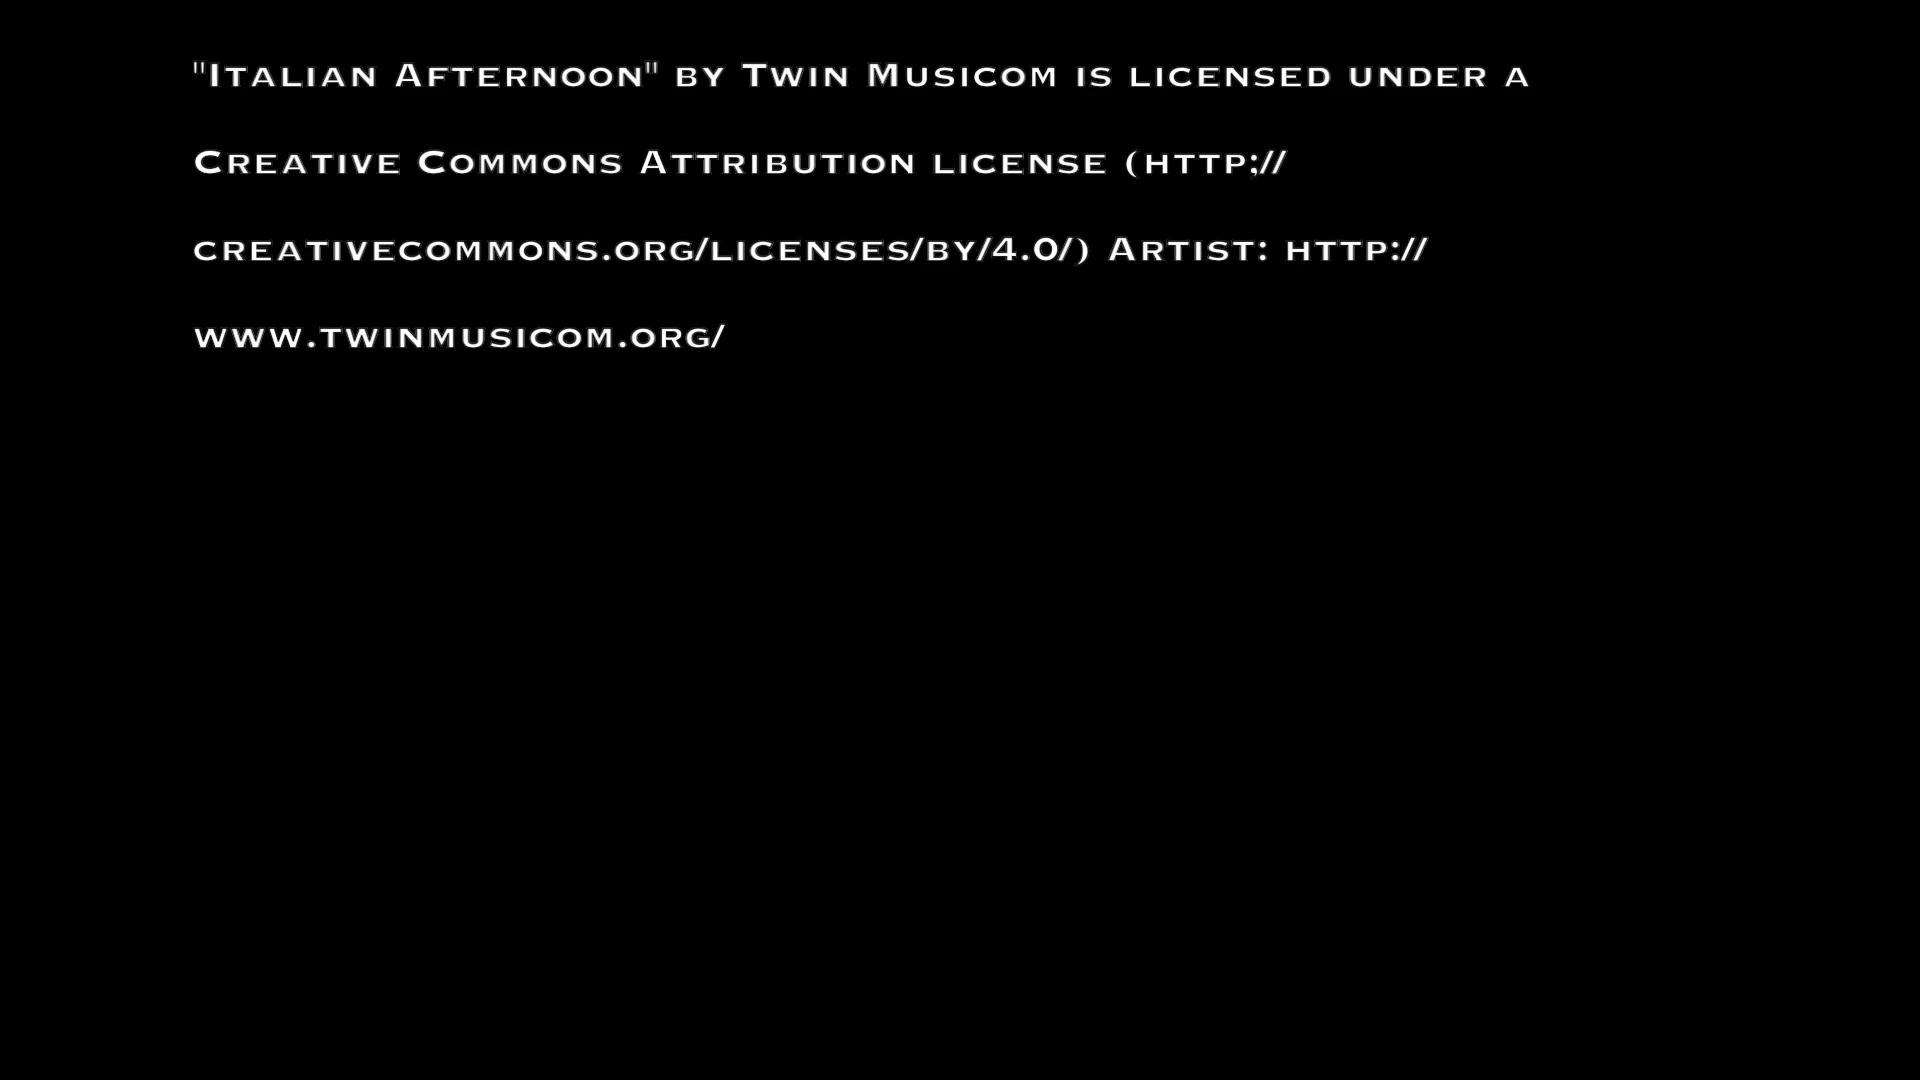 "Italian Afternoon" by Twin Musicom is licensed under a
Creative Commons Attribution license (http;//
creativecommons.org/licenses/by/4.0/) Artist: http://
www.twinmusicom.org/